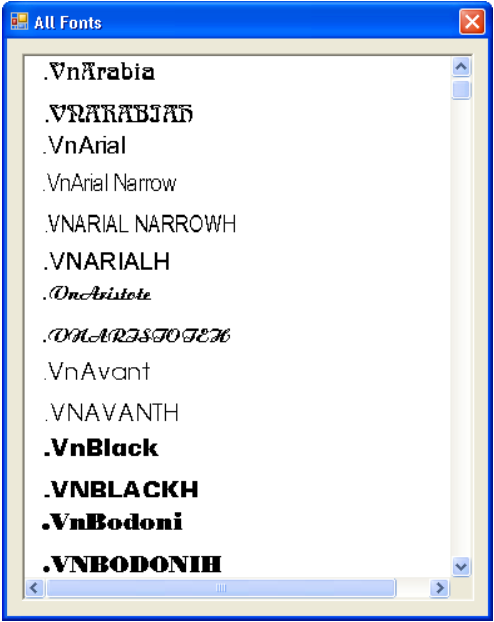 All Fonts
.VnArabia
.VNARABIAH
.VnArial
.VnArial Narrow
.VNARIAL NARROWH
.VNARIALH
.VnAristote
.VNARISTOTEH
.VnAvant
.VNAVANTH
.VnBlack
.VNBLACKH
.VnBodoni
.VNBODONIH